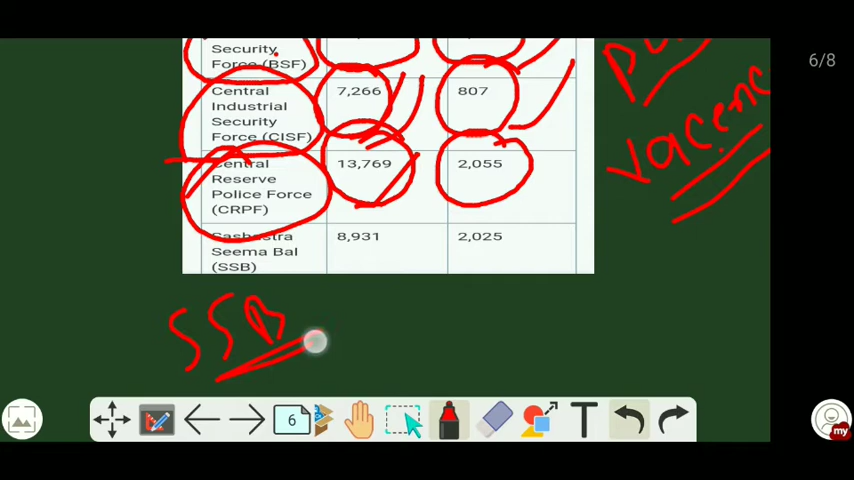 Security
Force (BSF)
Central
Industrial
Security
Force (CISF)
7,266
807
Central
Reserve
Police Force
(CRPF)
13,769
2,055
Sashastra
Seema Bal
(SSB)
8,931
2,025
vacenc
SSB
6/8
6
T
my